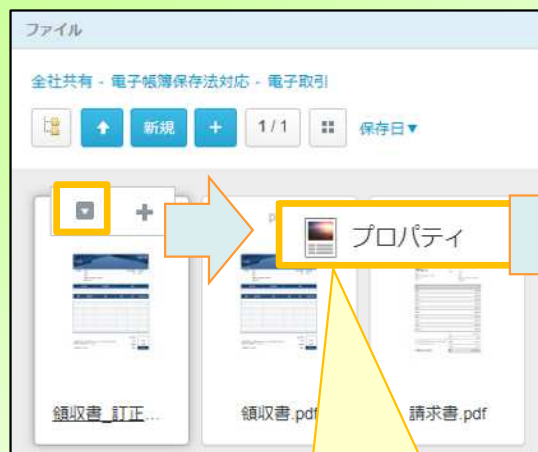 ファイル
全社共有 - 電子帳簿保存法対応 - 電子取引
新規 + 1/1 保存日▼
プロパティ
領収書_訂正... 領収書.pdf 請求書.pdf